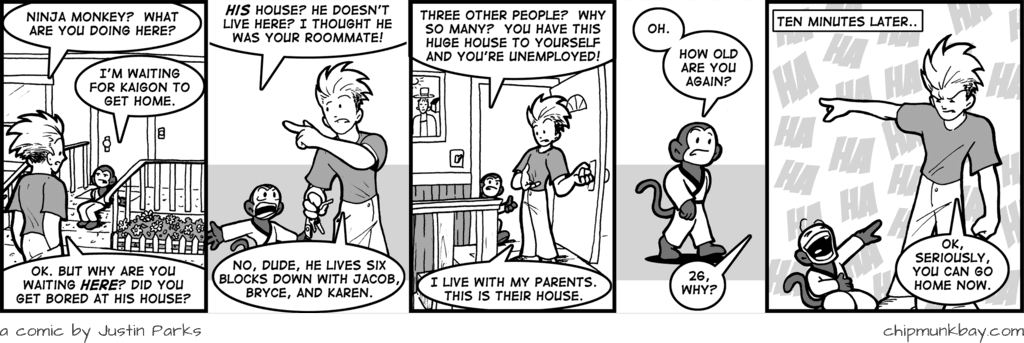 NINJA MONKEY? WHAT
ARE YOU DOING HERE?
I'M WAITING
FOR KAIGON TO
GET HOME.
OK. BUT WHY ARE YOU
WAITING HERE? DID YOU
GET BORED AT HIS HOUSE?
HIS HOUSE? HE DOESN'T
LIVE HERE? I THOUGHT HE
WAS YOUR ROOMMATE!
NO, DUDE, HE LIVES SIX
BLOCKS DOWN WITH JACOB,
BRYCE, AND KAREN.
THREE OTHER PEOPLE? WHY
SO MANY? YOU HAVE THIS
HUGE HOUSE TO YOURSELF
AND YOU'RE UNEMPLOYED!
I LIVE WITH MY PARENTS.
THIS IS THEIR HOUSE.
OH.
HOW OLD
ARE YOU
AGAIN?
26,
WHY?
TEN MINUTES LATER..
HA
HA
HA
HA
HA
HA
HA
HA
HA
HA
HA
OK,
SERIOUSLY,
YOU CAN GO
HOME NOW.
a comic by Justin Parks
chipmunkbay.com